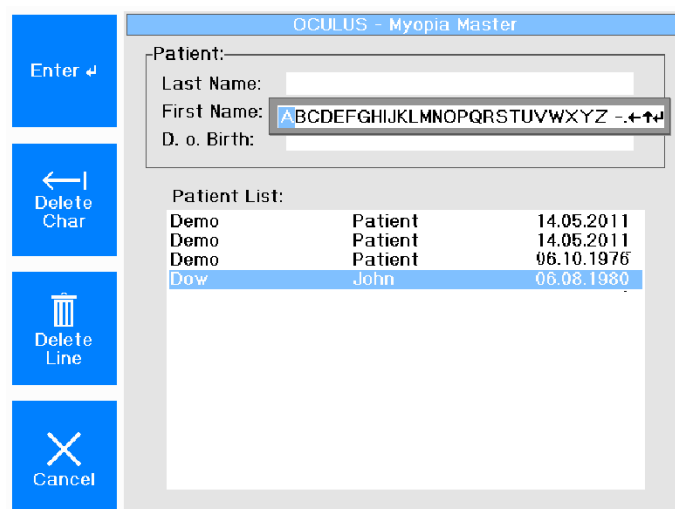 OCULUS - Myopia Master
Enter ↵
Patient:
Last Name:
First Name:
ABCDEFGHIJKLMNOPQRSTUVWXYZ -.←↑↵
D. o. Birth:
Delete
Char
Patient List:
Demo Patient 14.05.2011
Demo Patient 14.05.2011
Demo Patient 06.10.1976
Dow John 06.08.1980
Delete
Line
Cancel